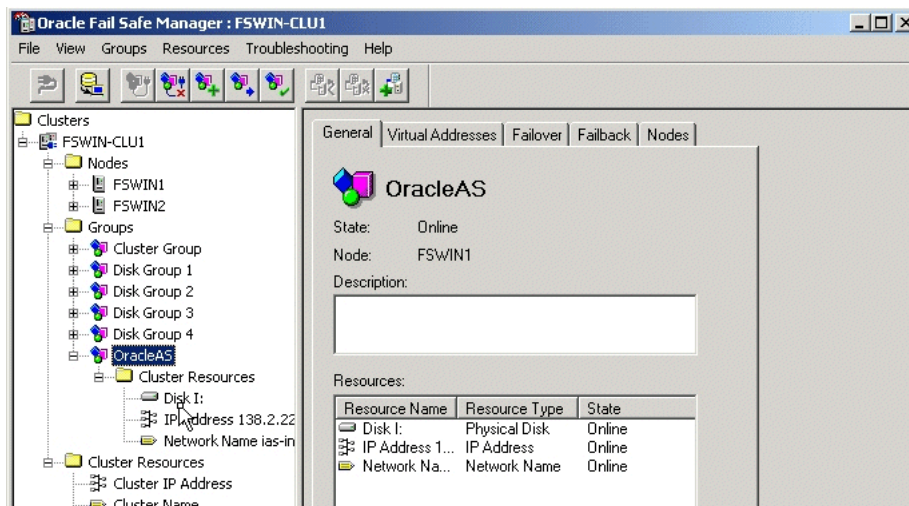 Oracle Fail Safe Manager : FSWIN-CLU1
File View Groups Resources Troubleshooting Help
Clusters
FSWIN-CLU1
Nodes
FSWIN1
FSWIN2
Groups
Cluster Group
Disk Group 1
Disk Group 2
Disk Group 3
Disk Group 4
OracleAS
Cluster Resources
Disk I:
IP Address 138.2.22
Network Name ias-in
Cluster Resources
Cluster IP Address
Cluster Name
General Virtual Addresses Failover Failback Nodes
OracleAS
State: Online
Node: FSWIN1
Description:
Resources:
Resource Name Resource Type State
Disk I: Physical Disk Online
IP Address 1... IP Address Online
Network Na... Network Name Online